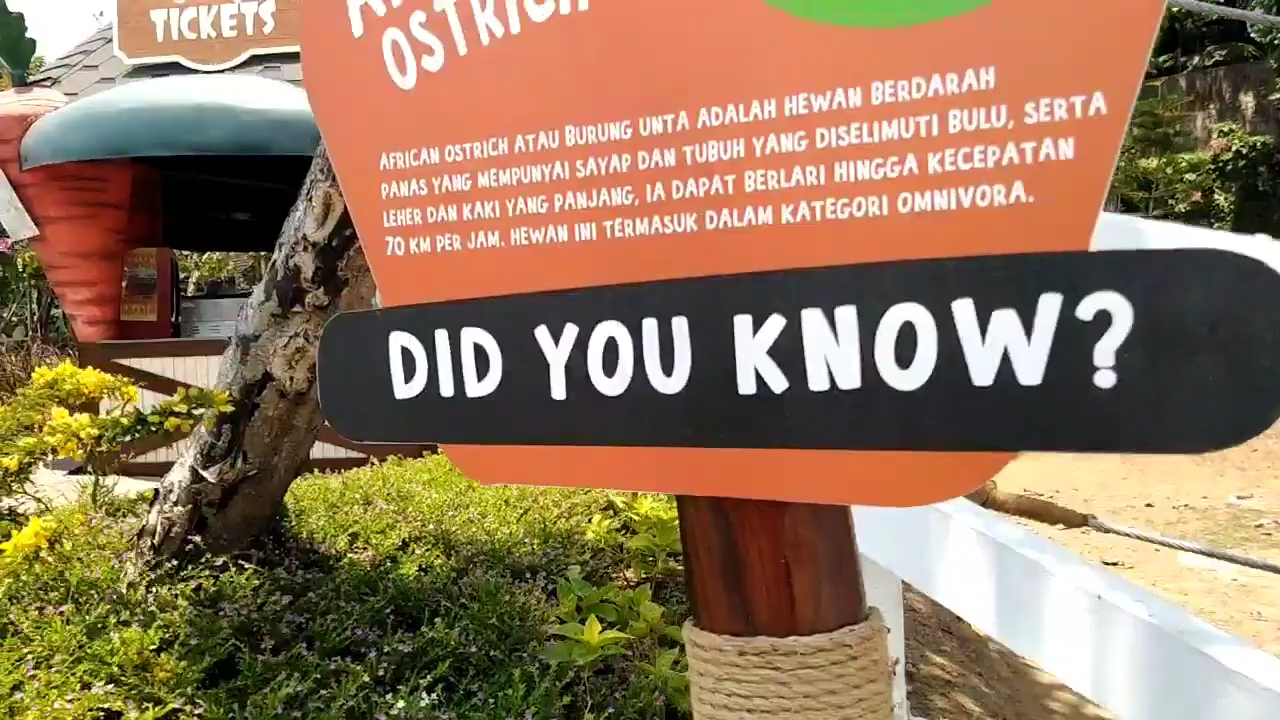 TICKETS
OSTRICH
AFRICAN OSTRICH ATAU BURUNG UNTA ADALAH HEWAN BERDARAH
PANAS YANG MEMPUNYAI SAYAP DAN TUBUH YANG DISELIMUTI BULU, SERTA
LEHER DAN KAKI YANG PANJANG, IA DAPAT BERLARI HINGGA KECEPATAN
70 KM PER JAM. HEWAN INI TERMASUK DALAM KATEGORI OMNIVORA.
DID YOU KNOW?